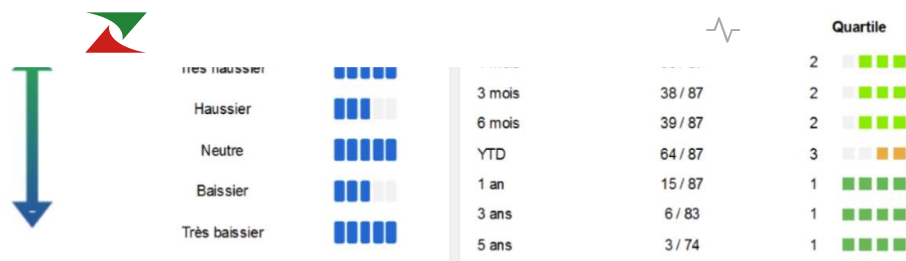 Quartile
Très haussier
2
Haussier
3 mois 38 / 87 2
6 mois 39 / 87 2
Neutre
YTD 64 / 87 3
Baissier
1 an 15 / 87 1
3 ans 6 / 83 1
Très baissier
5 ans 3 / 74 1